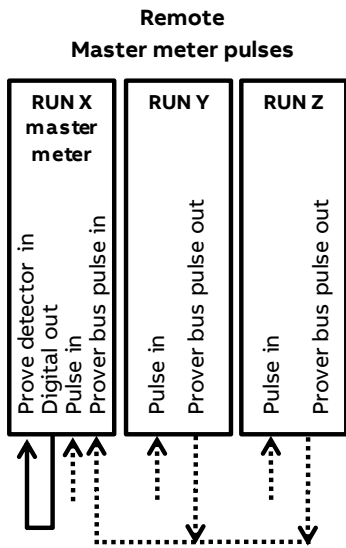 Remote
Master meter pulses
RUN X
master
meter
Prove detector in
Digital out
Pulse in
Prover bus pulse in
RUN Y
Pulse in
Prover bus pulse out
RUN Z
Pulse in
Prover bus pulse out